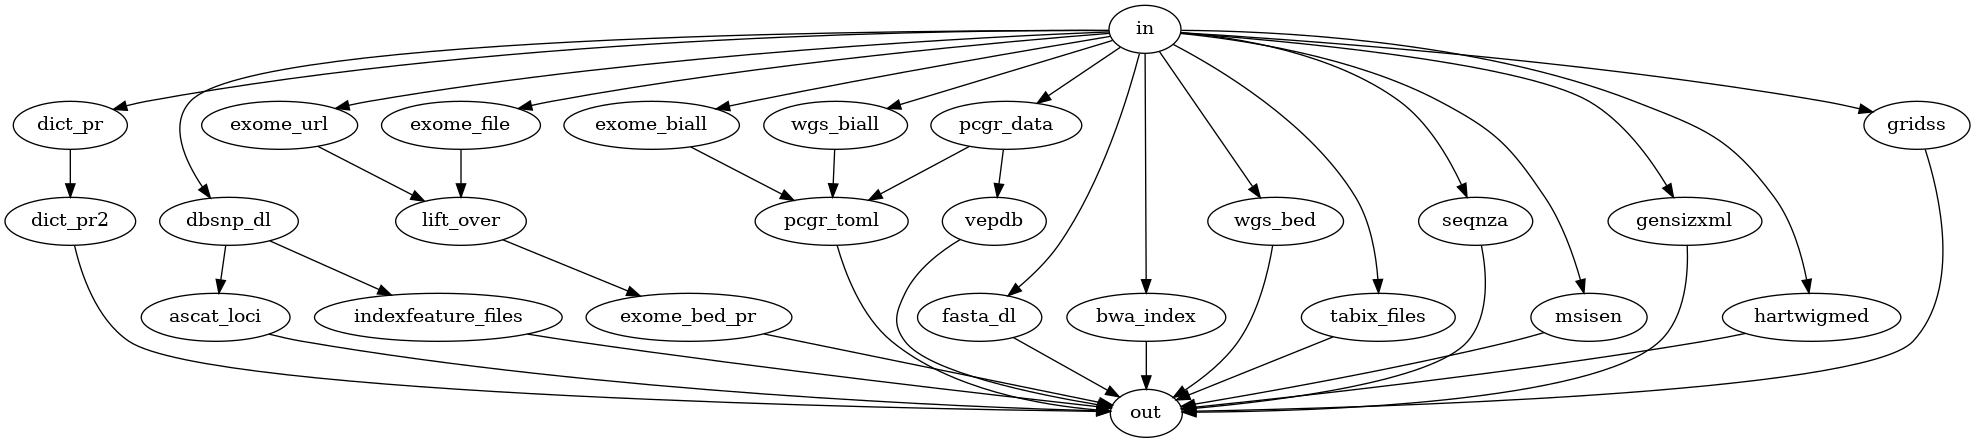 in
dict_pr
exome_url
exome_file
exome_biall
wgs_biall
pcgr_data
gridss
dict_pr2
dbsnp_dl
lift_over
pcgr_toml
vepdb
wgs_bed
seqnza
gensizxml
ascat_loci
indexfeature_files
exome_bed_pr
fasta_dl
bwa_index
tabix_files
msisen
hartwigmed
out